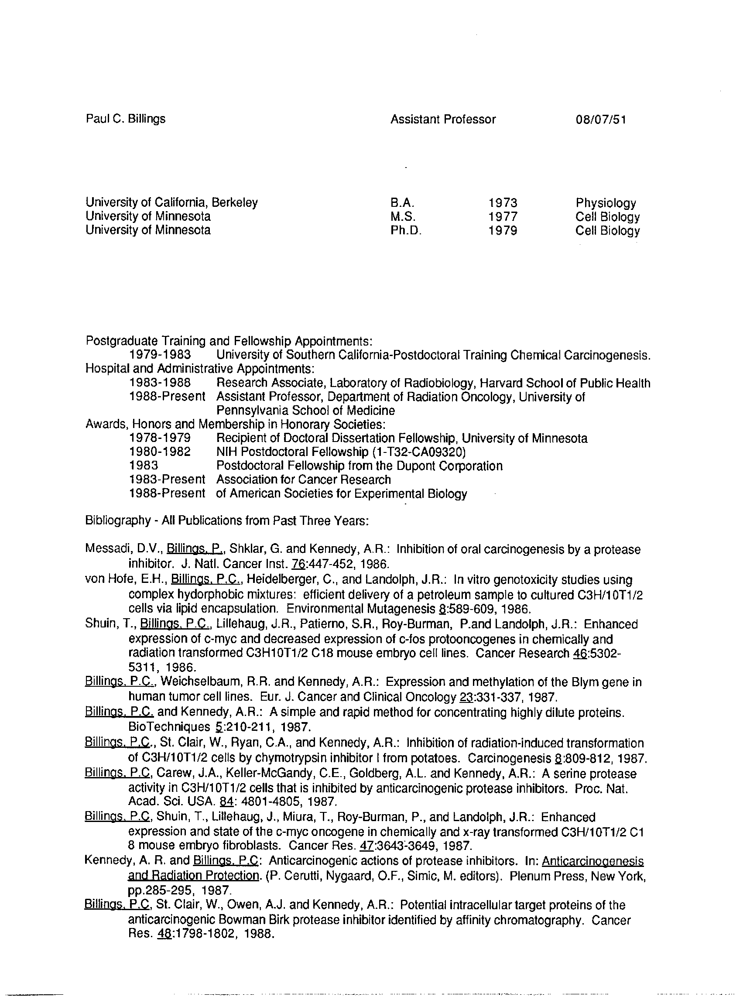 Paul C. Billings Assistant Professor 08/07/51
University of California, Berkeley B.A. 1973 Physiology
University of Minnesota M.S. 1977 Cell Biology
University of Minnesota Ph.D. 1979 Cell Biology
Postgraduate Training and Fellowship Appointments:
1979-1983 University of Southern California-Postdoctoral Training Chemical Carcinogenesis.
Hospital and Administrative Appointments:
1983-1988 Research Associate, Laboratory of Radiobiology, Harvard School of Public Health
1988-Present Assistant Professor, Department of Radiation Oncology, University of
Pennsylvania School of Medicine
Awards, Honors and Membership in Honorary Societies:
1978-1979 Recipient of Doctoral Dissertation Fellowship, University of Minnesota
1980-1982 NIH Postdoctoral Fellowship (1-T32-CA09320)
1983 Postdoctoral Fellowship from the Dupont Corporation
1983-Present Association for Cancer Research
1988-Present of American Societies for Experimental Biology
Bibliography - All Publications from Past Three Years:
Messadi, D.V., Billings, P., Shklar, G. and Kennedy, A.R.: Inhibition of oral carcinogenesis by a protease
inhibitor. J. Natl. Cancer Inst. 76:447-452, 1986.
von Hofe, E.H., Billings, P.C., Heidelberger, C., and Landolph, J.R.: In vitro genotoxicity studies using
complex hydorphobic mixtures: efficient delivery of a petroleum sample to cultured C3H/10T1/2
cells via lipid encapsulation. Environmental Mutagenesis 8:589-609, 1986.
Shuin, T., Billings, P.C., Lillehaug, J.R., Patierno, S.R., Roy-Burman, P.and Landolph, J.R.: Enhanced
expression of c-myc and decreased expression of c-fos protooncogenes in chemically and
radiation transformed C3H10T1/2 C18 mouse embryo cell lines. Cancer Research 46:5302-
5311, 1986.
Billings, P.C., Weichselbaum, R.R. and Kennedy, A.R.: Expression and methylation of the Blym gene in
human tumor cell lines. Eur. J. Cancer and Clinical Oncology 23:331-337, 1987.
Billings, P.C. and Kennedy, A.R.: A simple and rapid method for concentrating highly dilute proteins.
BioTechniques 5:210-211, 1987.
Billings, P.C., St. Clair, W., Ryan, C.A., and Kennedy, A.R.: Inhibition of radiation-induced transformation
of C3H/10T1/2 cells by chymotrypsin inhibitor I from potatoes. Carcinogenesis 8:809-812, 1987.
Billings, P.C, Carew, J.A., Keller-McGandy, C.E., Goldberg, A.L. and Kennedy, A.R.: A serine protease
activity in C3H/10T1/2 cells that is inhibited by anticarcinogenic protease inhibitors. Proc. Nat.
Acad. Sci. USA. 84: 4801-4805, 1987.
Billings, P.C, Shuin, T., Lillehaug, J., Miura, T., Roy-Burman, P., and Landolph, J.R.: Enhanced
expression and state of the c-myc oncogene in chemically and x-ray transformed C3H/10T1/2 C1
8 mouse embryo fibroblasts. Cancer Res. 47:3643-3649, 1987.
Kennedy, A. R. and Billings, P.C: Anticarcinogenic actions of protease inhibitors. In: Anticarcinogenesis
and Radiation Protection. (P. Cerutti, Nygaard, O.F., Simic, M. editors). Plenum Press, New York,
pp.285-295, 1987.
Billings, P.C, St. Clair, W., Owen, A.J. and Kennedy, A.R.: Potential intracellular target proteins of the
anticarcinogenic Bowman Birk protease inhibitor identified by affinity chromatography. Cancer
Res. 48:1798-1802, 1988.